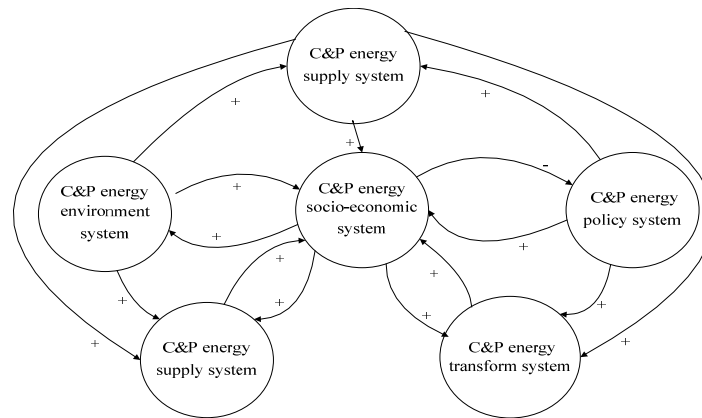 C&P energy
supply system
+
+
+
C&P energy
environment
system
+
+
C&P energy
socio-economic
system
-
+
C&P energy
policy system
+
+
+
+
+
+
+
+
C&P energy
supply system
C&P energy
transform system